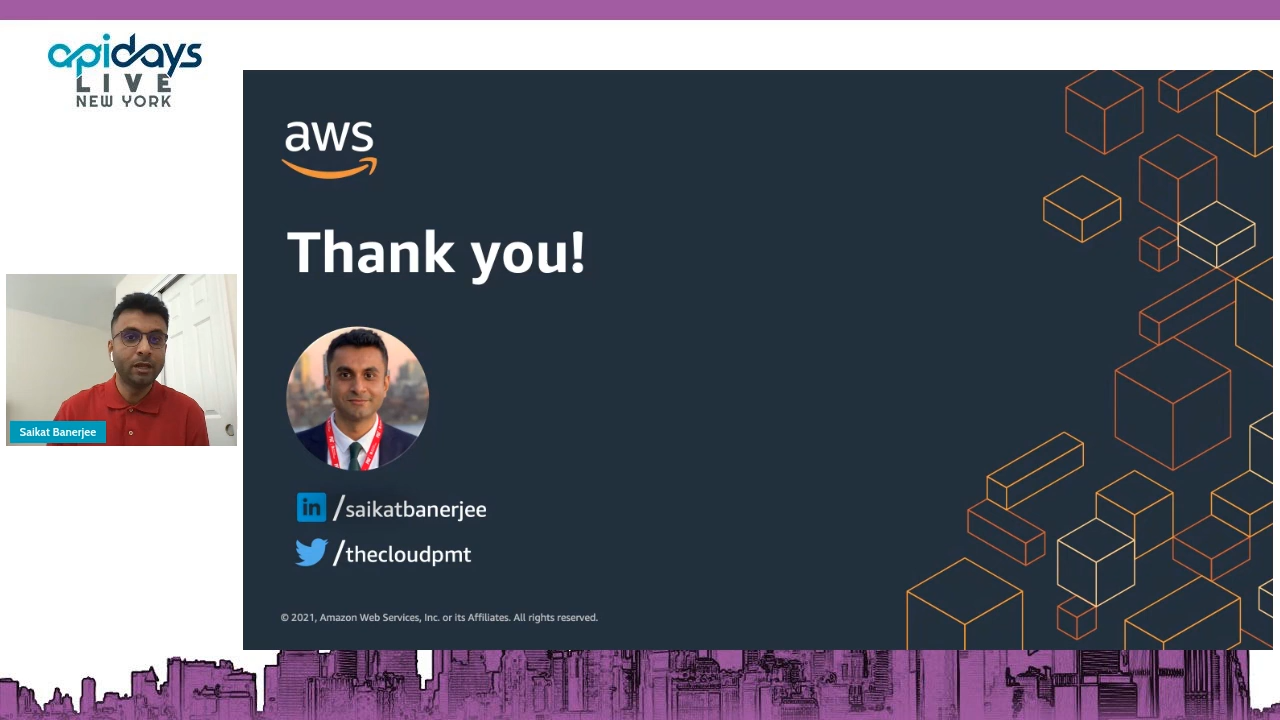 apidays
LIVE
NEW YORK
aws
Thank you!
Saikat Banerjee
in /saikatbanerjee
/thecloudpmt
© 2021, Amazon Web Services, Inc. or its Affiliates. All rights reserved.